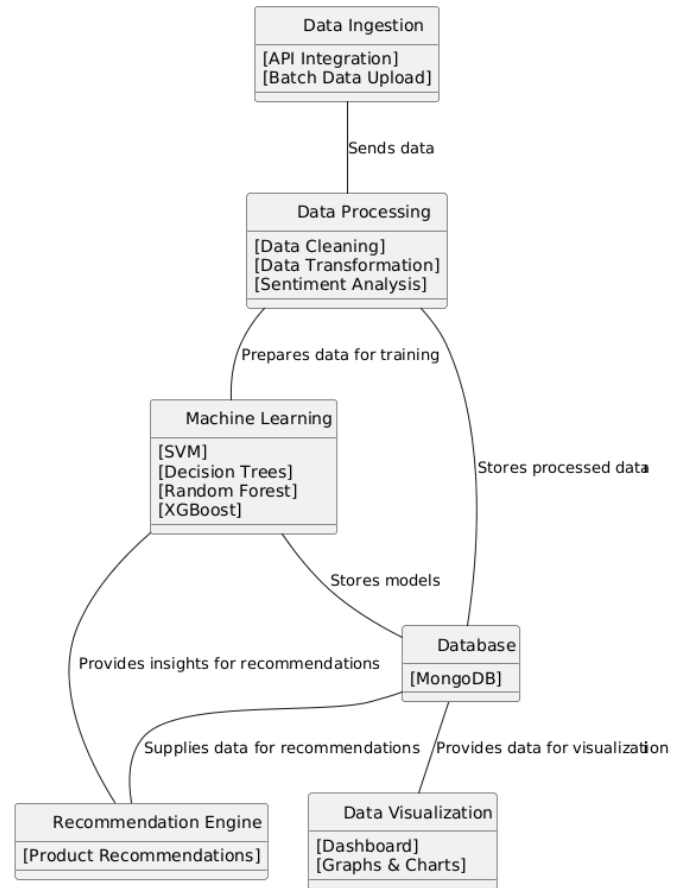 Data Ingestion
[API Integration]
[Batch Data Upload]
Sends data
Data Processing
[Data Cleaning]
[Data Transformation]
[Sentiment Analysis]
Prepares data for training
Machine Learning
[SVM]
[Decision Trees]
[Random Forest]
[XGBoost]
Stores processed data
Stores models
Database
[MongoDB]
Provides insights for recommendations
Supplies data for recommendations
Provides data for visualization
Recommendation Engine
[Product Recommendations]
Data Visualization
[Dashboard]
[Graphs & Charts]